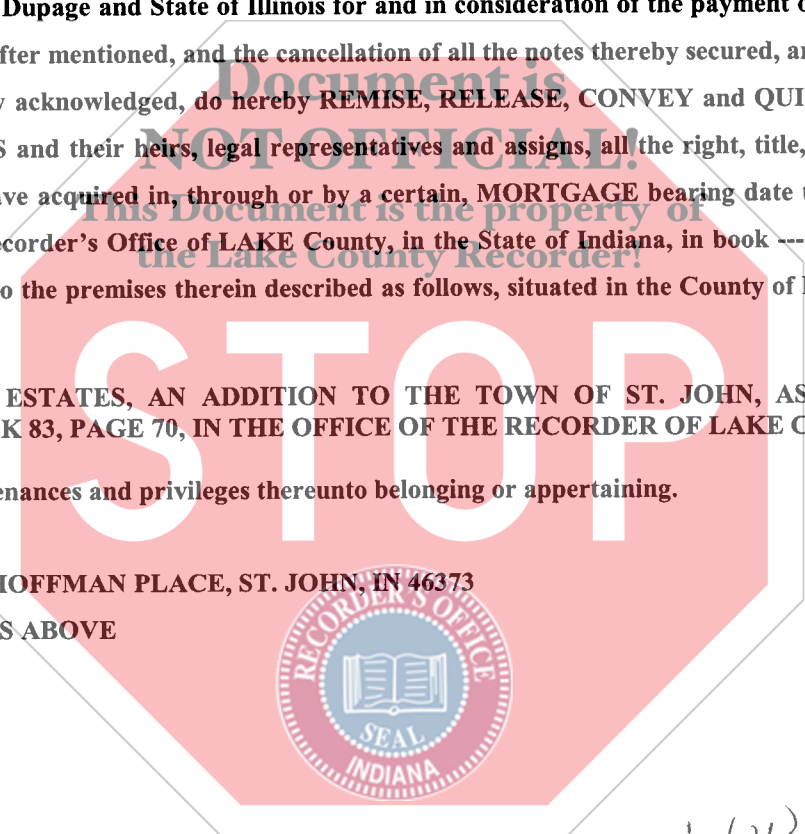 Dupage and State of Illinois for and in consideration of the payment o
fter mentioned, and the cancellation of all the notes thereby secured, a
Document is
y acknowledged, do hereby REMISE, RELEASE, CONVEY and QUI
NOT OFFICIAL!
S and their heirs, legal representatives and assigns, all the right, title,
ve acquired in, through or by a certain, MORTGAGE bearing date
This Document is the property of
ecorder's Office of LAKE County, in the State of Indiana, in book ---
the Lake County Recorder!
o the premises therein described as follows, situated in the County of
STOP
ESTATES, AN ADDITION TO THE TOWN OF ST. JOHN, AS
K 83, PAGE 70, IN THE OFFICE OF THE RECORDER OF LAKE C
enances and privileges thereunto belonging or appertaining.
HOFFMAN PLACE, ST. JOHN, IN 46373
S ABOVE
RECORDER'S OFFICE
SEAL
INDIANA